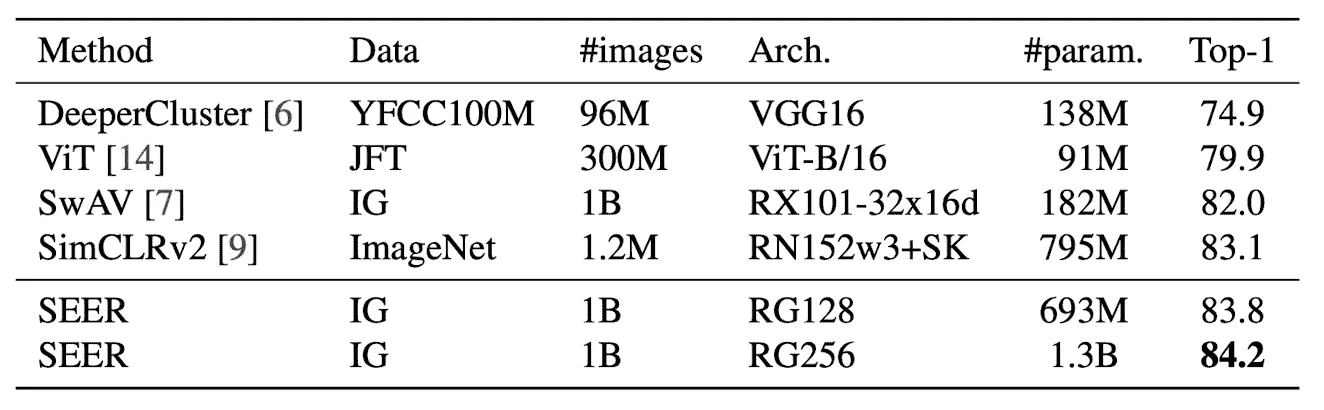 Method Data #images Arch. #param. Top-1
DeeperCluster [6] YFCC100M 96M VGG16 138M 74.9
ViT [14] JFT 300M ViT-B/16 91M 79.9
SwAV [7] IG 1B RX101-32x16d 182M 82.0
SimCLRv2 [9] ImageNet 1.2M RN152w3+SK 795M 83.1
SEER IG 1B RG128 693M 83.8
SEER IG 1B RG256 1.3B 84.2